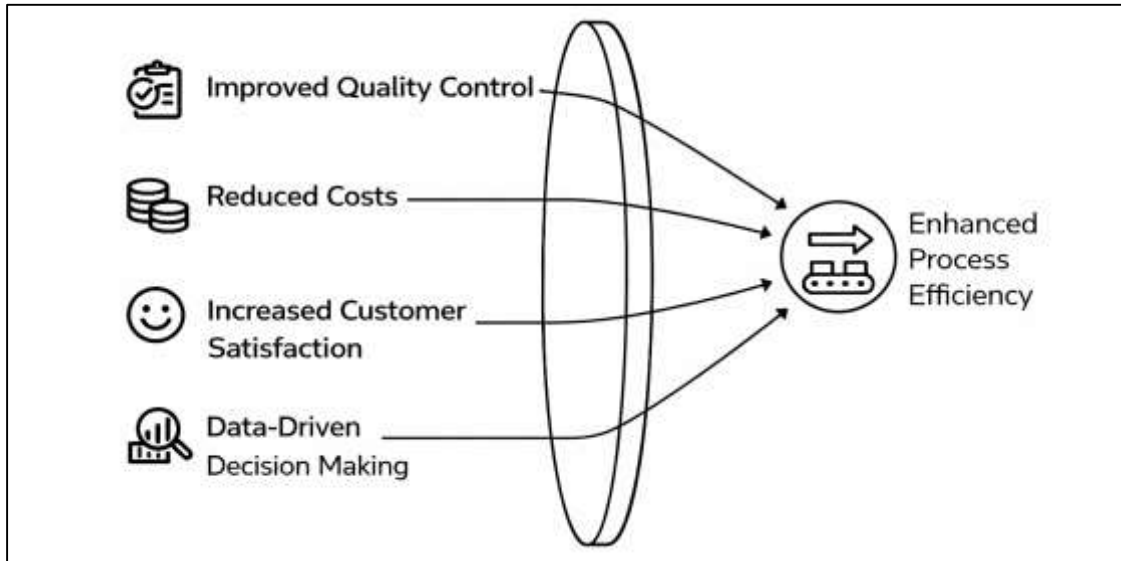 Improved Quality Control
Reduced Costs
Increased Customer
Satisfaction
Data-Driven
Decision Making
Enhanced
Process
Efficiency